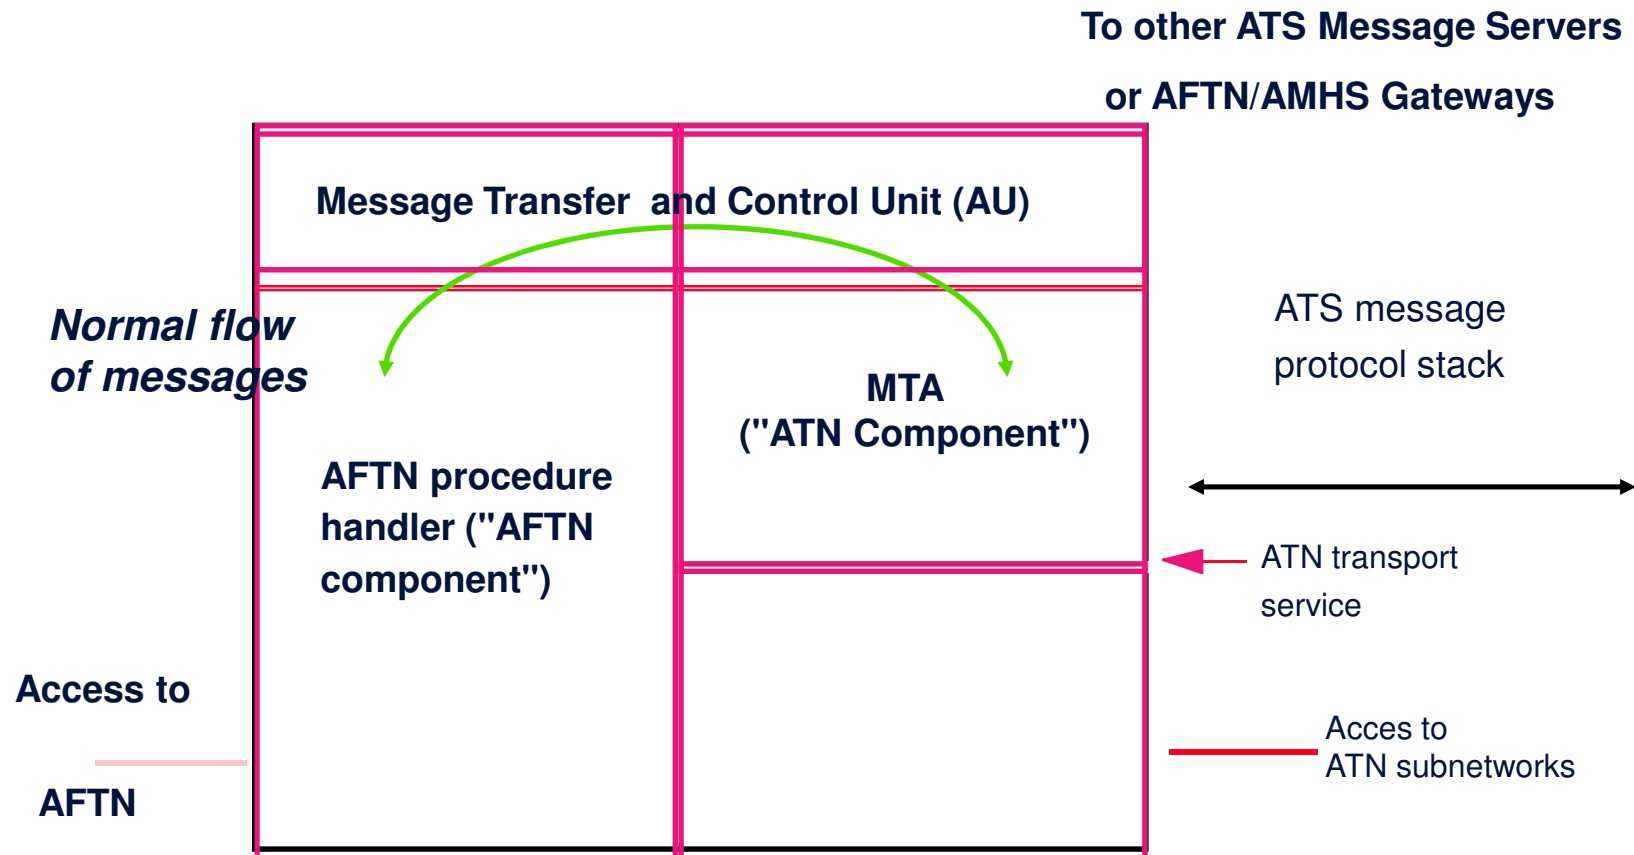 To other ATS Message Servers
or AFTN/AMHS Gateways
Message Transfer and Control Unit (AU)
Normal flow
of messages
ATS message
protocol stack
MTA
("ATN Component")
AFTN procedure
handler ("AFTN
component")
ATN transport
service
Access to
AFTN
Acces to
ATN subnetworks